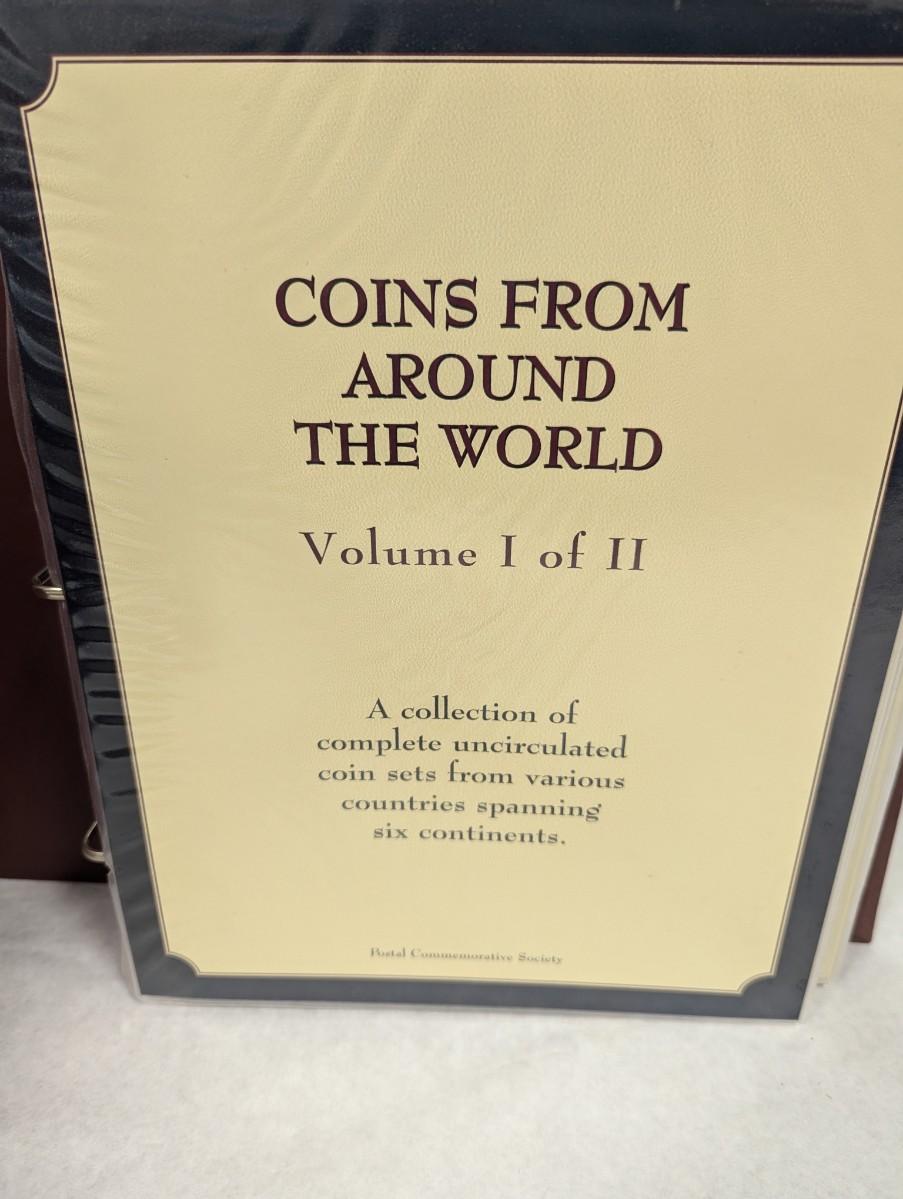 COINS FROM
AROUND
THE WORLD
Volume I of II
A collection of
complete uncirculated
coin sets from various
countries spanning
six continents.
Postal Commemorative Society